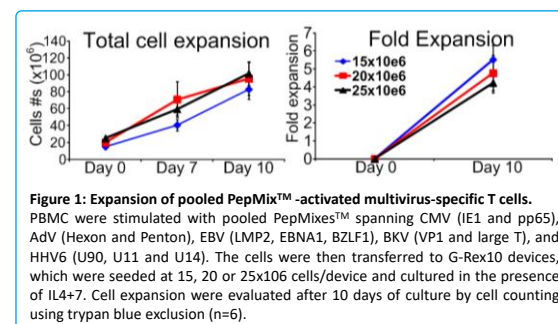 Total cell expansion
Cells #s (x10⁶)
140
120
100
80
60
40
20
0
Day 0 Day 7 Day 10
Fold Expansion
Fold expansion
7
6
5
4
3
2
1
0
15x10e6
20x10e6
25x10e6
Day 0 Day 10
Figure 1: Expansion of pooled PepMix™ -activated multivirus-specific T cells.
PBMC were stimulated with pooled PepMixes™ spanning CMV (IE1 and pp65),
AdV (Hexon and Penton), EBV (LMP2, EBNA1, BZLF1), BKV (VP1 and large T), and
HHV6 (U90, U11 and U14). The cells were then transferred to G-Rex10 devices,
which were seeded at 15, 20 or 25x106 cells/device and cultured in the presence
of IL4+7. Cell expansion were evaluated after 10 days of culture by cell counting
using trypan blue exclusion (n=6).